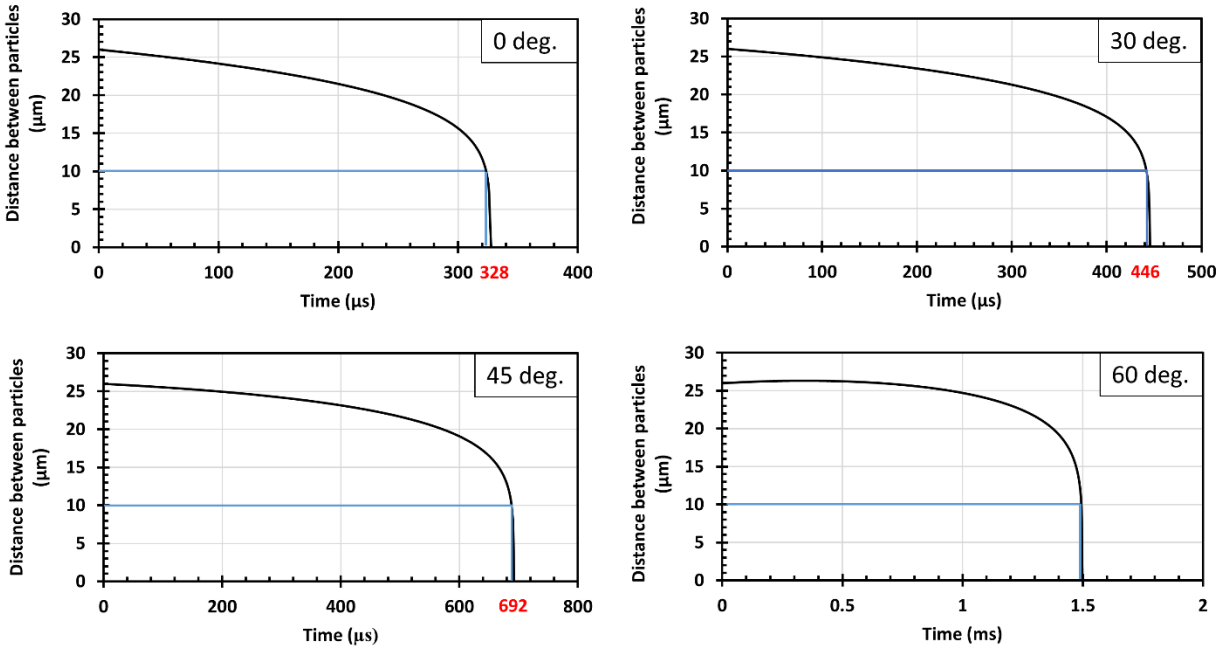 0 deg.
Distance between particles
(µm)
30
25
20
15
10
5
0
0 100 200 300 328 400
Time (µs)
30 deg.
Distance between particles
(µm)
30
25
20
15
10
5
0
0 100 200 300 400 446 500
Time (µs)
45 deg.
Distance between particles
(µm)
30
25
20
15
10
5
0
0 200 400 600 692 800
Time (µs)
60 deg.
Distance between particles
(µm)
30
25
20
15
10
5
0
0 0.5 1 1.5 2
Time (ms)